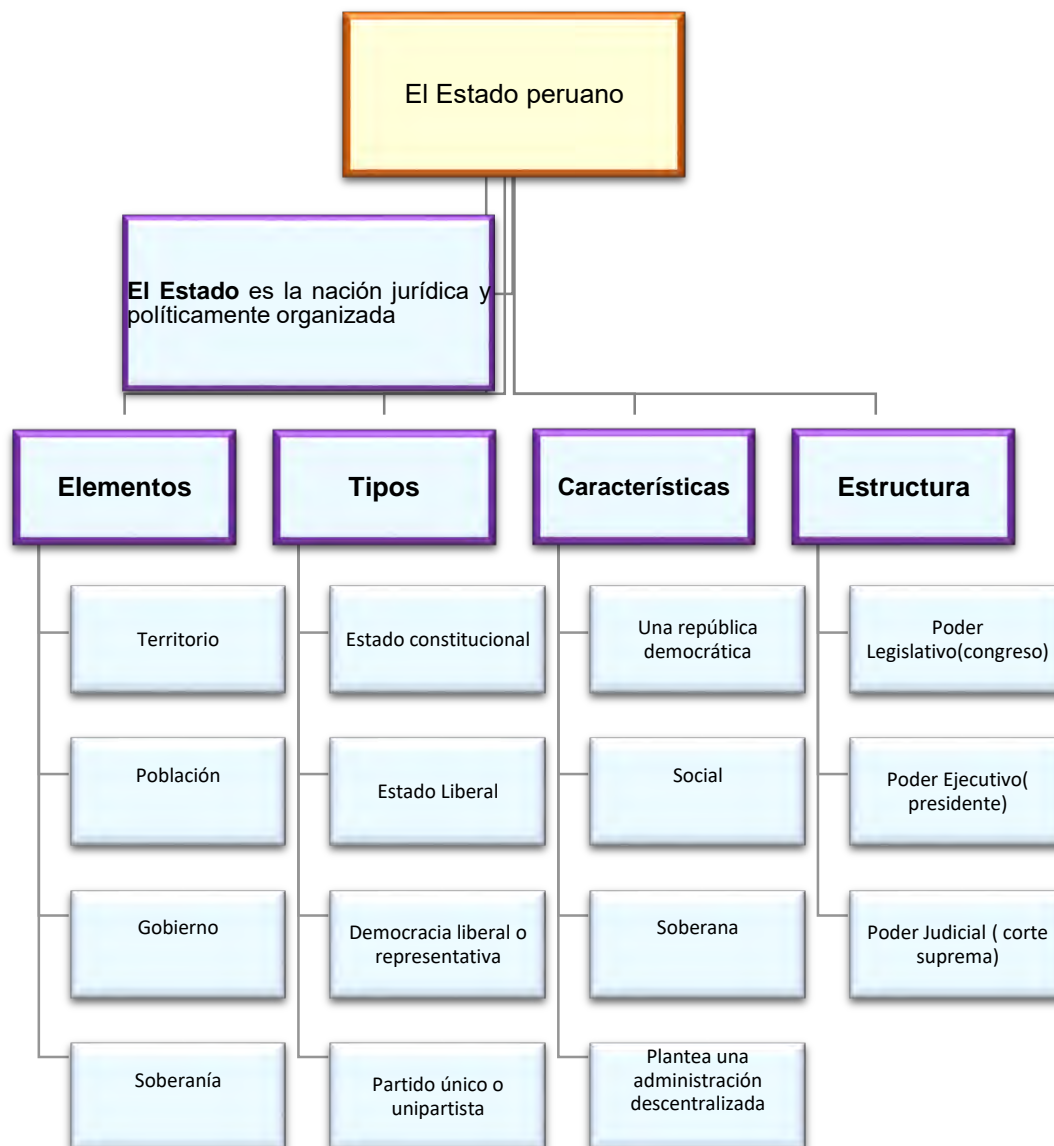 El Estado peruano
El Estado es la nación jurídica y
políticamente organizada
Elementos
Territorio
Población
Gobierno
Soberanía
Tipos
Estado constitucional
Estado Liberal
Democracia liberal o
representativa
Partido único o
unipartista
Características
Una república
democrática
Social
Soberana
Plantea una
administración
descentralizada
Estructura
Poder
Legislativo(congreso)
Poder Ejecutivo(
presidente)
Poder Judicial ( corte
suprema)